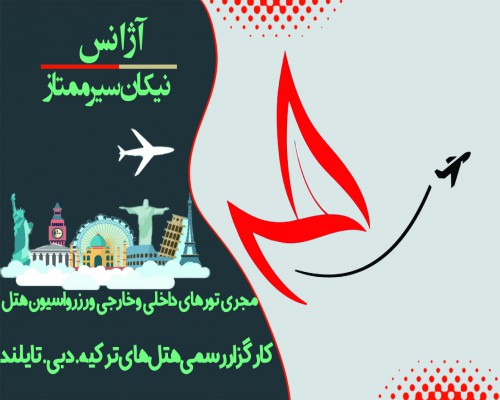 آژانس
نیکان سیر ممتاز
مجری تورهای داخلی و خارجی و رزرواسیون هتل
کارگزار رسمی هتل‌های ترکیه. دبی. تایلند